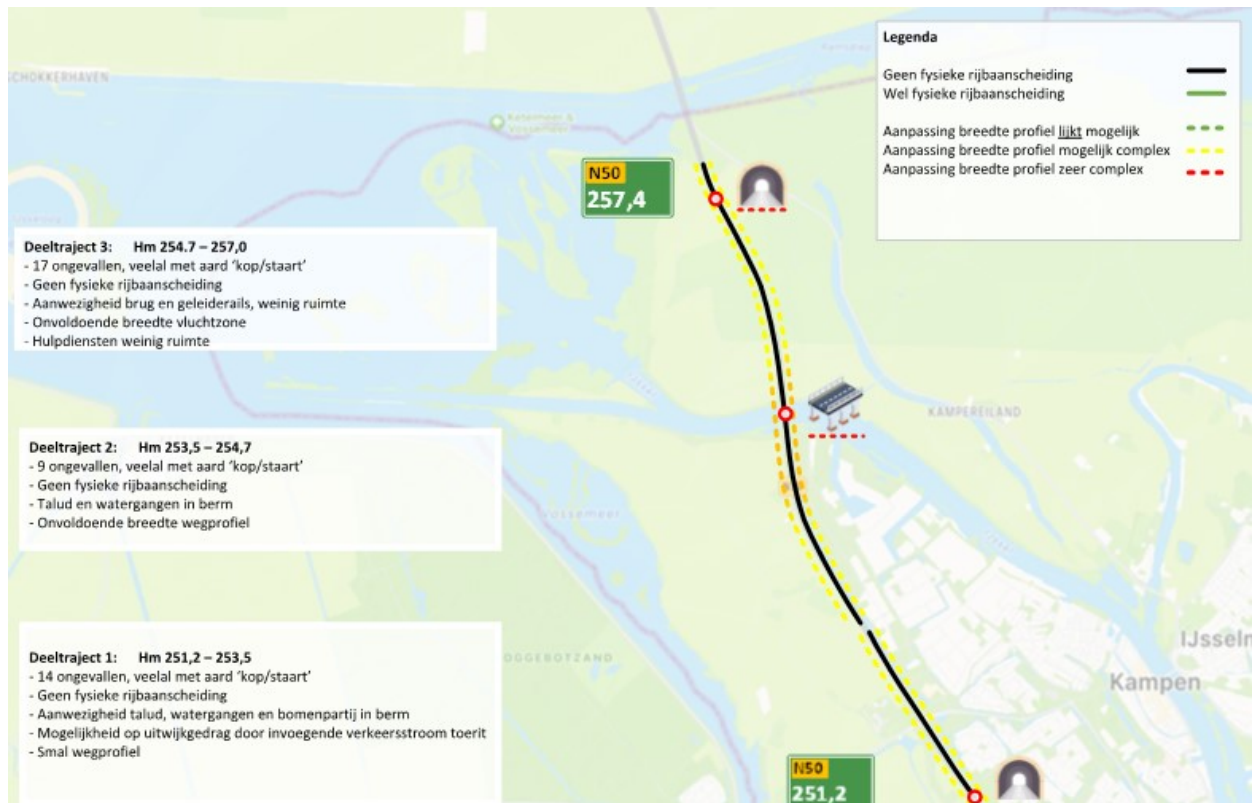 SCHOKKERHAVEN
Ketelmeer &
Vossemeer
Legenda
Geen fysieke rijbaanscheiding
Wel fysieke rijbaanscheiding
Aanpassing breedte profiel lijkt mogelijk
Aanpassing breedte profiel mogelijk complex
Aanpassing breedte profiel zeer complex
N50
257,4
Deeltraject 3: Hm 254.7 – 257,0
- 17 ongevallen, veelal met aard ‘kop/staart’
- Geen fysieke rijbaanscheiding
- Aanwezigheid brug en geleiderails, weinig ruimte
- Onvoldoende breedte vluchtzone
- Hulpdiensten weinig ruimte
KAMPEREILAND
Deeltraject 2: Hm 253,5 – 254,7
- 9 ongevallen, veelal met aard ‘kop/staart’
- Geen fysieke rijbaanscheiding
- Talud en watergangen in berm
- Onvoldoende breedte wegprofiel
Vossemeer
Deeltraject 1: Hm 251,2 – 253,5
- 14 ongevallen, veelal met aard ‘kop/staart’
- Geen fysieke rijbaanscheiding
- Aanwezigheid talud, watergangen en bomenpartij in berm
- Mogelijkheid op uitwijkgedrag door invoegende verkeersstroom toerit
- Smal wegprofiel
OGGEBOTZAND
IJsselm
Kampen
N50
251,2